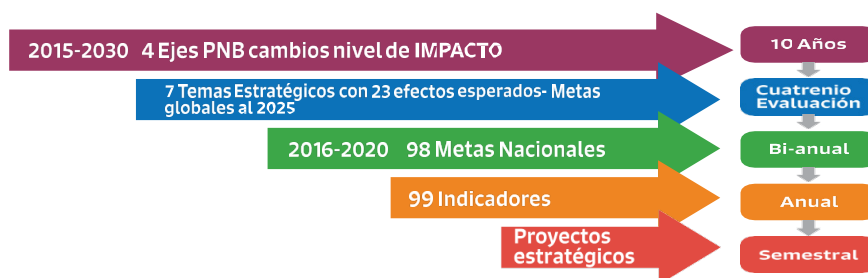 2015-2030 4 Ejes PNB cambios nivel de IMPACTO
10 Años
7 Temas Estratégicos con 23 efectos esperados- Metas
globales al 2025
Cuatrenio
Evaluación
2016-2020 98 Metas Nacionales
Bi-anual
99 Indicadores
Anual
Proyectos
estratégicos
Semestral